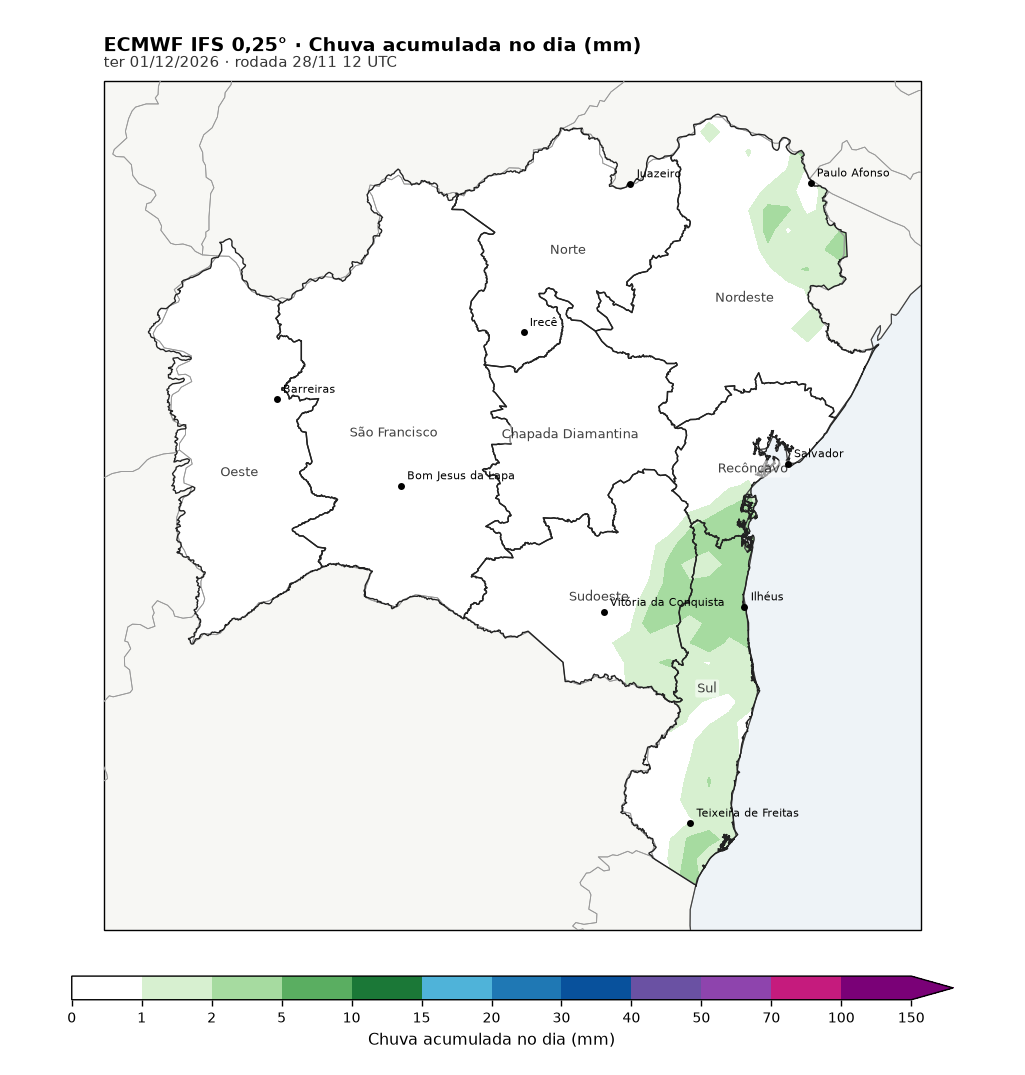 ECMWF IFS 0,25° · Chuva acumulada no dia (mm)
ter 01/12/2026 · rodada 28/11 12 UTC
Juazeiro
Paulo Afonso
Norte
Nordeste
Irecê
Barreiras
São Francisco
Chapada Diamantina
Salvador
Oeste
Bom Jesus da Lapa
Recôncavo
Sudoeste
Vitória da Conquista
Ilhéus
Sul
Teixeira de Freitas
0 1 2 5 10 15 20 30 40 50 70 100 150
Chuva acumulada no dia (mm)